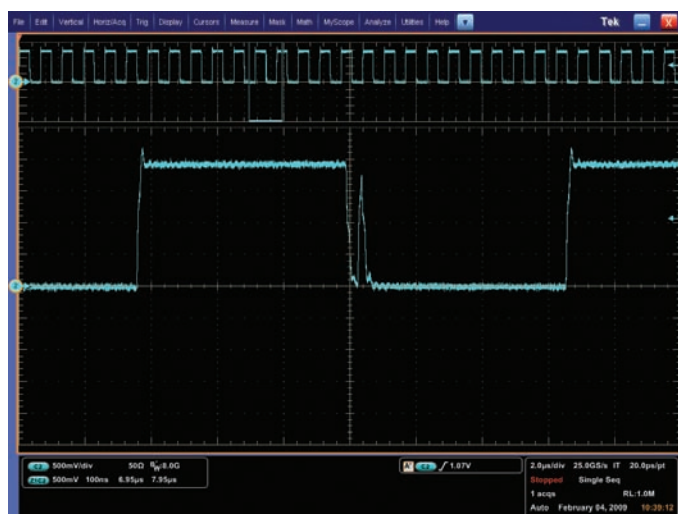 File Edit Vertical Horiz/Acq Trig Display Cursors Measure Mask Math MyScope Analyze Utilities Help Tek X
C2 500mV/div 50Ω BW:8.0G
Z1C2 500mV 100ns 6.95µs 7.95µs
A' C2 1.07V
2.0µs/div 25.0GS/s IT 20.0ps/pt
Stopped Single Seq
1 acqs RL:1.0M
Auto February 04, 2009 10:39:12